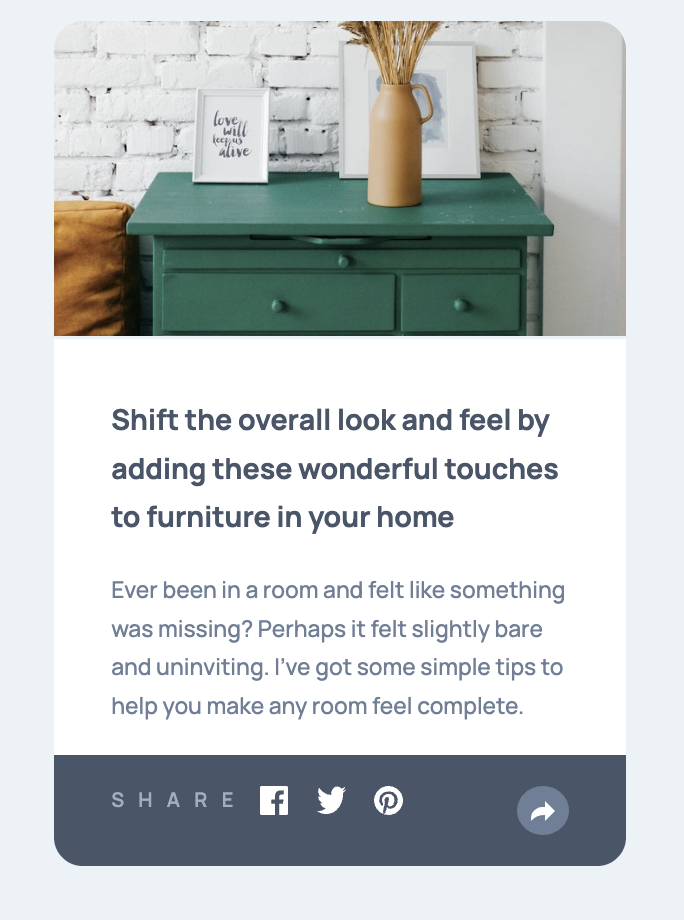 love
will
keep us
alive
Shift the overall look and feel by
adding these wonderful touches
to furniture in your home
Ever been in a room and felt like something
was missing? Perhaps it felt slightly bare
and uninviting. I’ve got some simple tips to
help you make any room feel complete.
SHARE